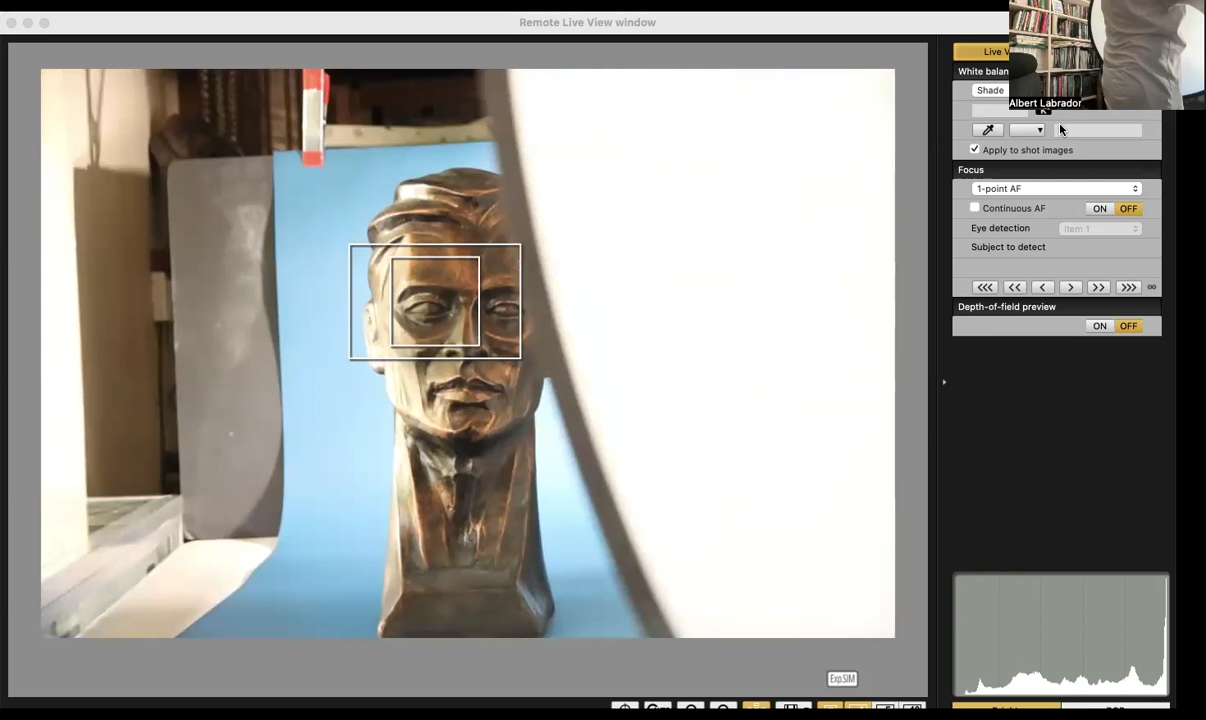 Remote Live View window
Live V
White balan
Shade
Albert Labrador
Apply to shot images
Focus
1-point AF
Continuous AF
ON
OFF
Eye detection
Item 1
Subject to detect
<<<
<<
<
>
>>
>>>
∞
Depth-of-field preview
ON
OFF
Exp.SIM